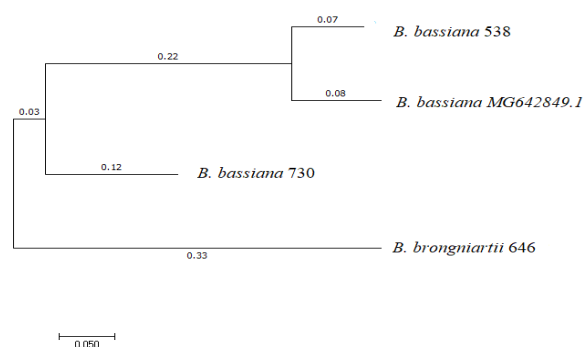 0.07
B. bassiana 538
0.22
0.08
B. bassiana MG642849.1
0.03
0.12
B. bassiana 730
B. brongniartii 646
0.33
0.050